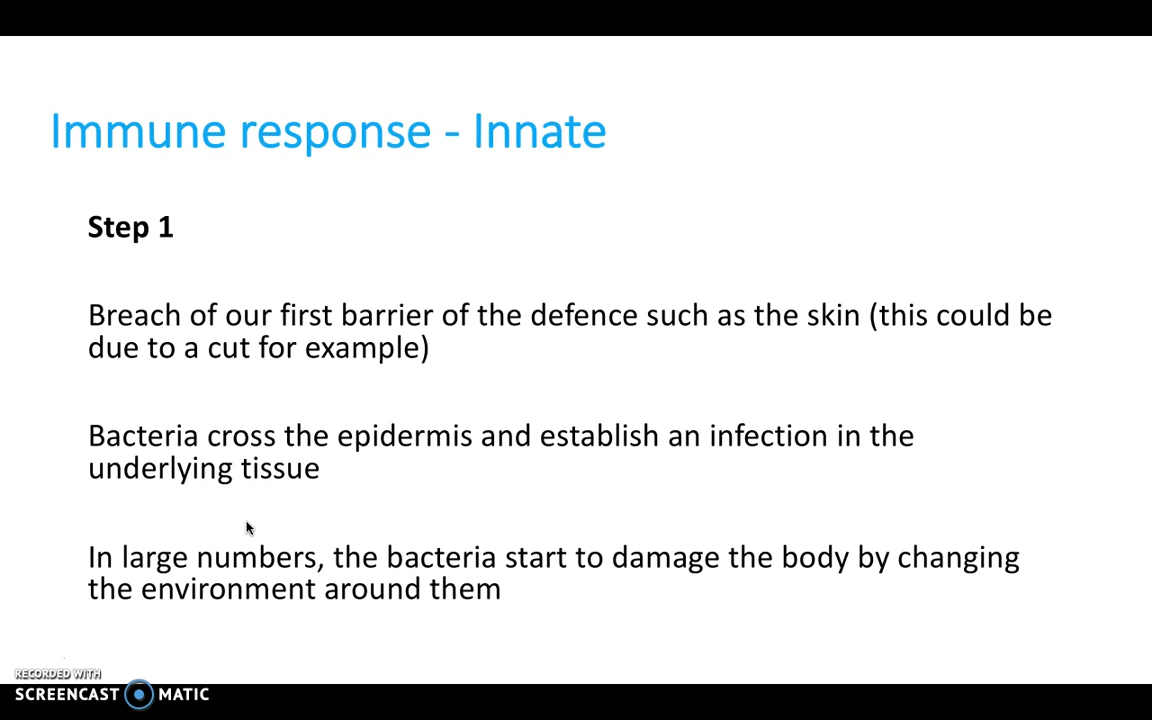 Immune response - Innate
Step 1
Breach of our first barrier of the defence such as the skin (this could be
due to a cut for example)
Bacteria cross the epidermis and establish an infection in the
underlying tissue
In large numbers, the bacteria start to damage the body by changing
the environment around them
RECORDED WITH
SCREENCAST MATIC